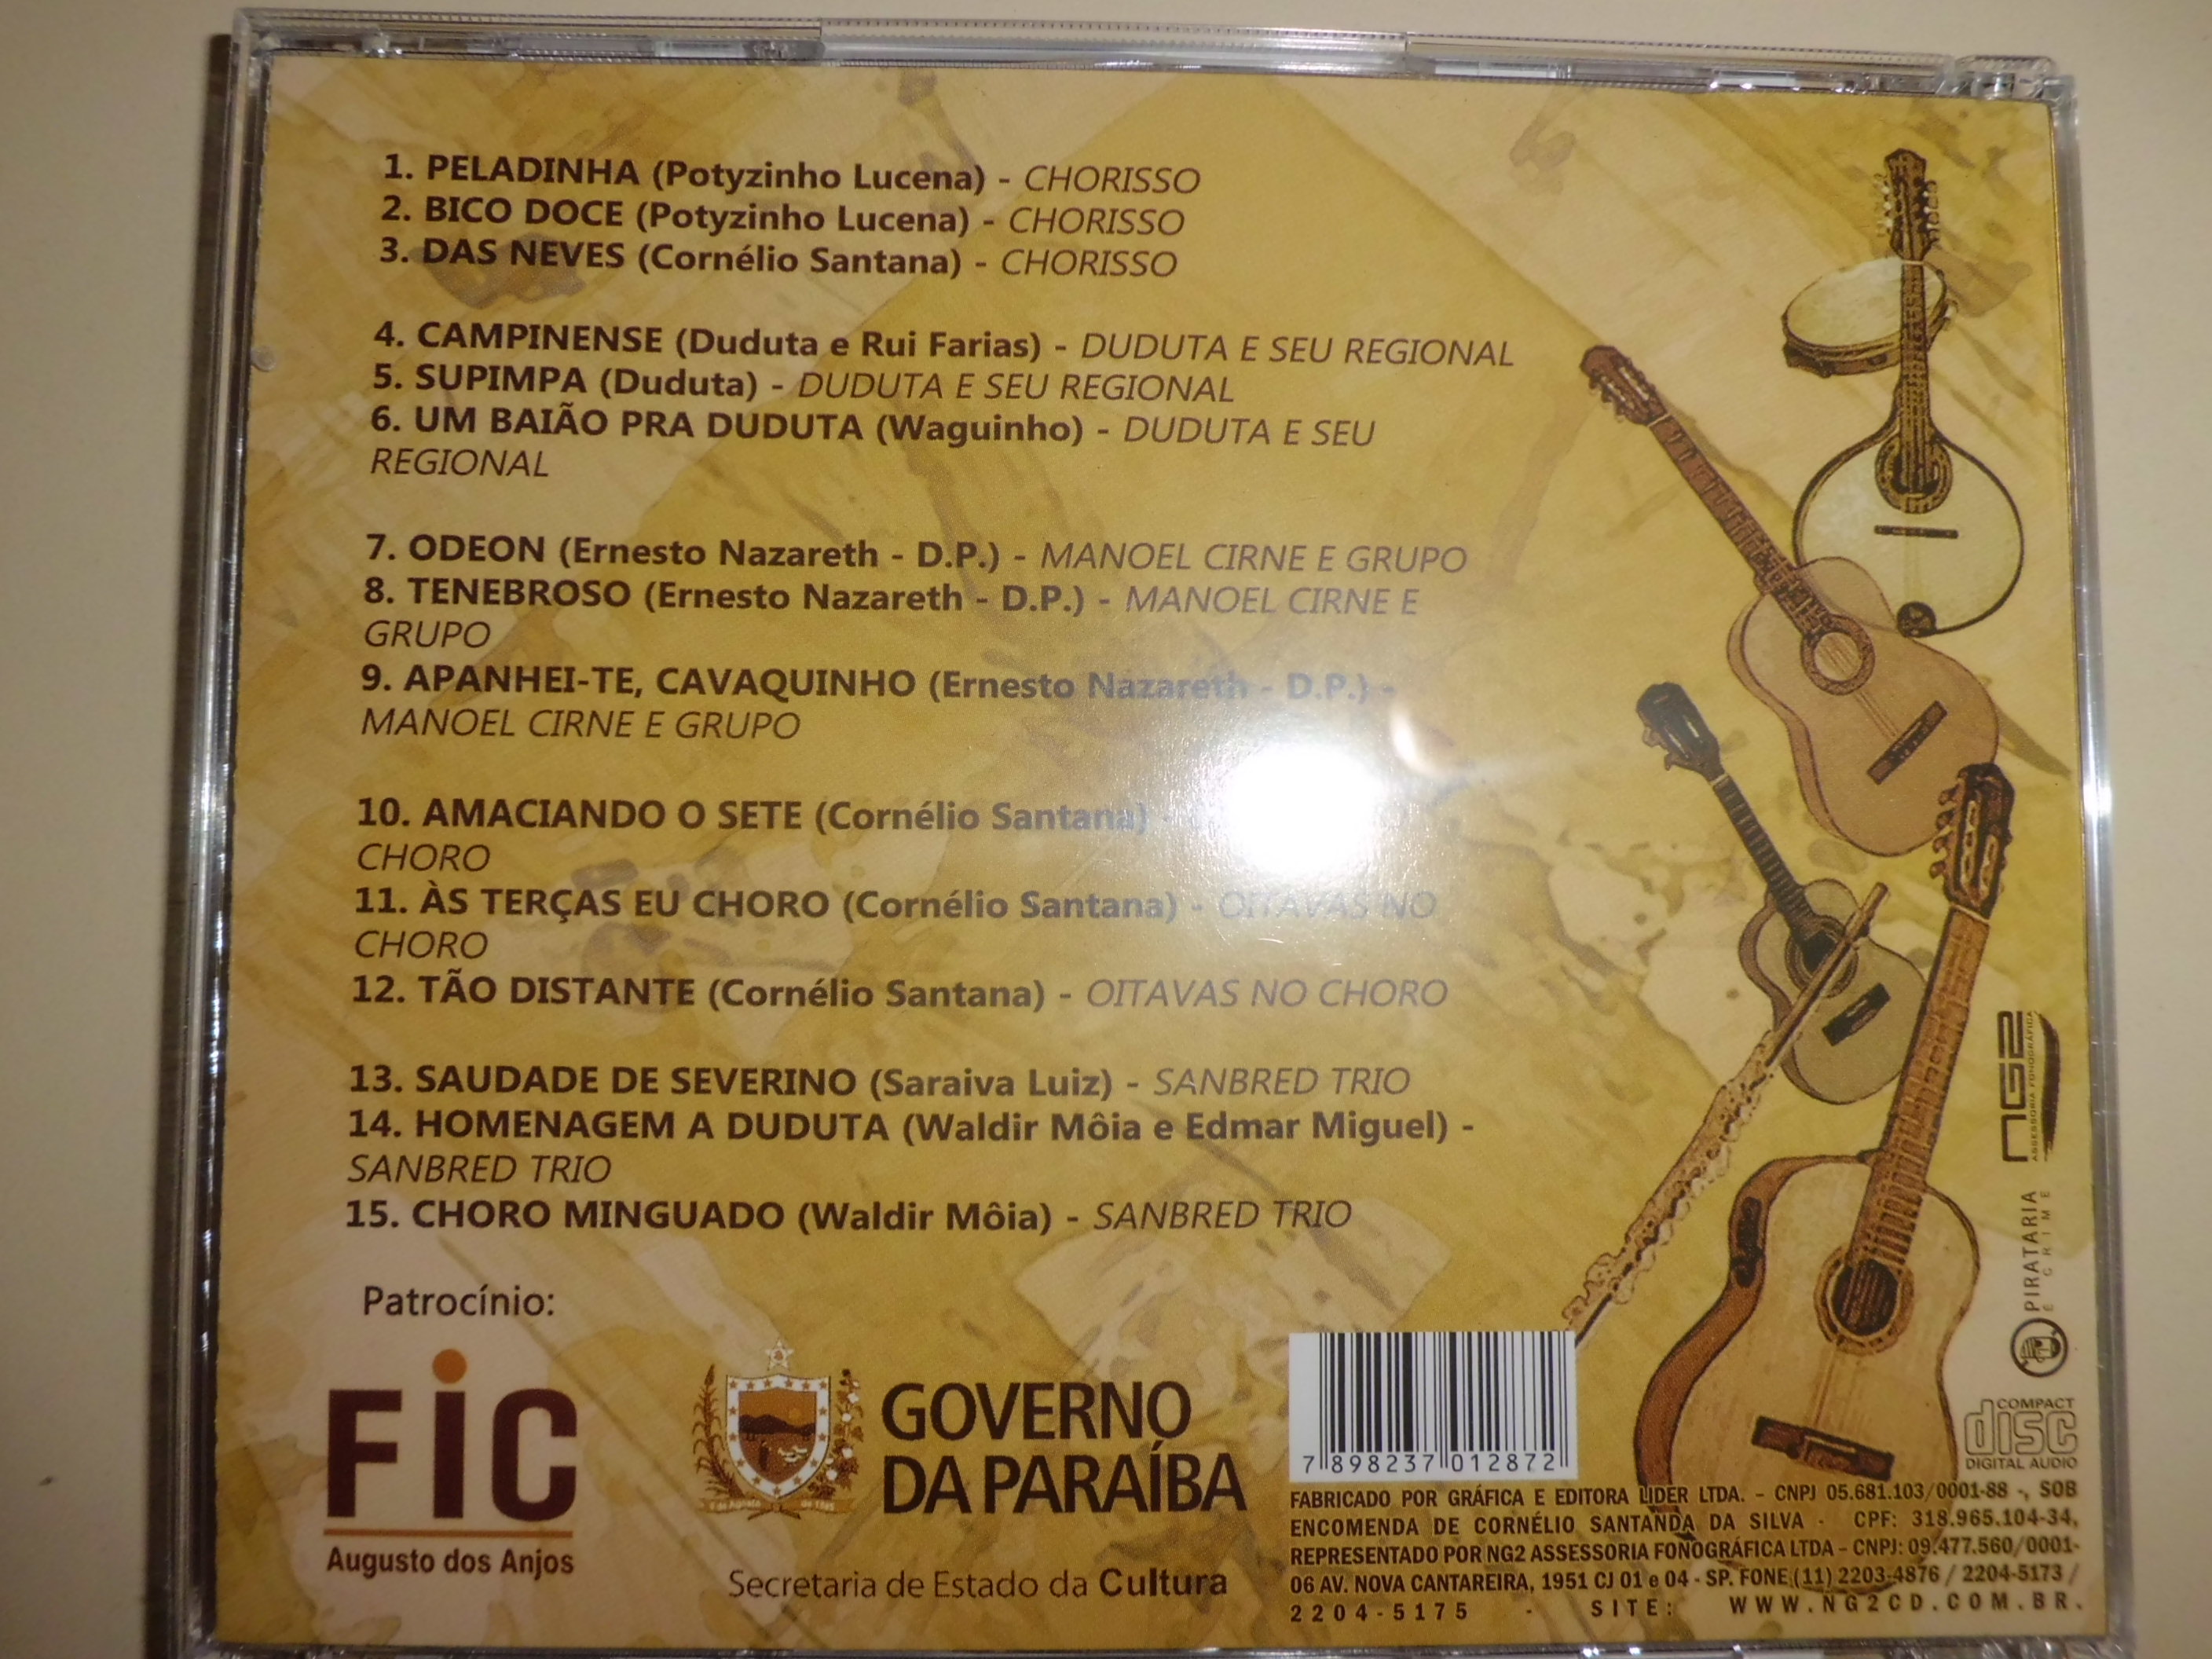 1. PELADINHA (Potyzinho Lucena) - CHORISSO
2. BICO DOCE (Potyzinho Lucena) - CHORISSO
3. DAS NEVES (Cornélio Santana) - CHORISSO
4. CAMPINENSE (Duduta e Rui Farias) - DUDUTA E SEU REGIONAL
5. SUPIMPA (Duduta) - DUDUTA E SEU REGIONAL
6. UM BAIÃO PRA DUDUTA (Waguinho) - DUDUTA E SEU
REGIONAL
7. ODEON (Ernesto Nazareth - D.P.) - MANOEL CIRNE E GRUPO
8. TENEBROSO (Ernesto Nazareth - D.P.) - MANOEL CIRNE E
GRUPO
9. APANHEI-TE, CAVAQUINHO (Ernesto Nazareth - D.P.) -
MANOEL CIRNE E GRUPO
10. AMACIANDO O SETE (Cornélio Santana) -
CHORO
11. ÀS TERÇAS EU CHORO (Cornélio Santana) - OITAVAS NO
CHORO
12. TÃO DISTANTE (Cornélio Santana) - OITAVAS NO CHORO
13. SAUDADE DE SEVERINO (Saraiva Luiz) - SANBRED TRIO
14. HOMENAGEM A DUDUTA (Waldir Môia e Edmar Miguel) -
SANBRED TRIO
15. CHORO MINGUADO (Waldir Môia) - SANBRED TRIO
Patrocínio:
FiC
Augusto dos Anjos
5 de Agosto de 1585
GOVERNO
DA PARAÍBA
Secretaria de Estado da Cultura
NG2
ASSESSORIA FONOGRÁFICA
PIRATARIA
É CRIME
COMPACT
disc
DIGITAL AUDIO
7 898237 012872
FABRICADO POR GRÁFICA E EDITORA LIDER LTDA. - CNPJ 05.681.103/0001-88 -, SOB
ENCOMENDA DE CORNÉLIO SANTANDA DA SILVA - CPF: 318.965.104-34,
REPRESENTADO POR NG2 ASSESSORIA FONOGRÁFICA LTDA - CNPJ: 09.477.560/0001-
06 AV. NOVA CANTAREIRA, 1951 CJ 01 e 04 - SP. FONE (11) 2203-4876 / 2204-5173 /
2204-5175 - SITE: WWW.NG2CD.COM.BR.